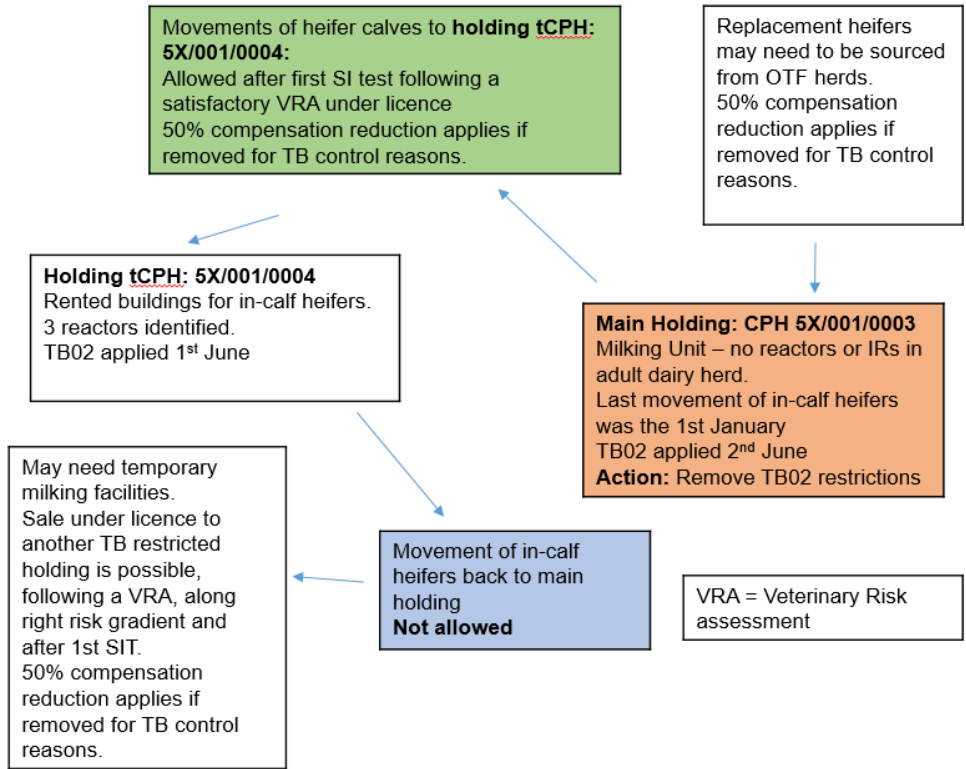 Movements of heifer calves to holding tCPH:
5X/001/0004:
Allowed after first SI test following a
satisfactory VRA under licence
50% compensation reduction applies if
removed for TB control reasons.
Replacement heifers
may need to be sourced
from OTF herds.
50% compensation
reduction applies if
removed for TB control
reasons.
Holding tCPH: 5X/001/0004
Rented buildings for in-calf heifers.
3 reactors identified.
TB02 applied 1st June
Main Holding: CPH 5X/001/0003
Milking Unit – no reactors or IRs in
adult dairy herd.
Last movement of in-calf heifers
was the 1st January
TB02 applied 2nd June
Action: Remove TB02 restrictions
May need temporary
milking facilities.
Sale under licence to
another TB restricted
holding is possible,
following a VRA, along
right risk gradient and
after 1st SIT.
50% compensation
reduction applies if
removed for TB control
reasons.
Movement of in-calf
heifers back to main
holding
Not allowed
VRA = Veterinary Risk
assessment